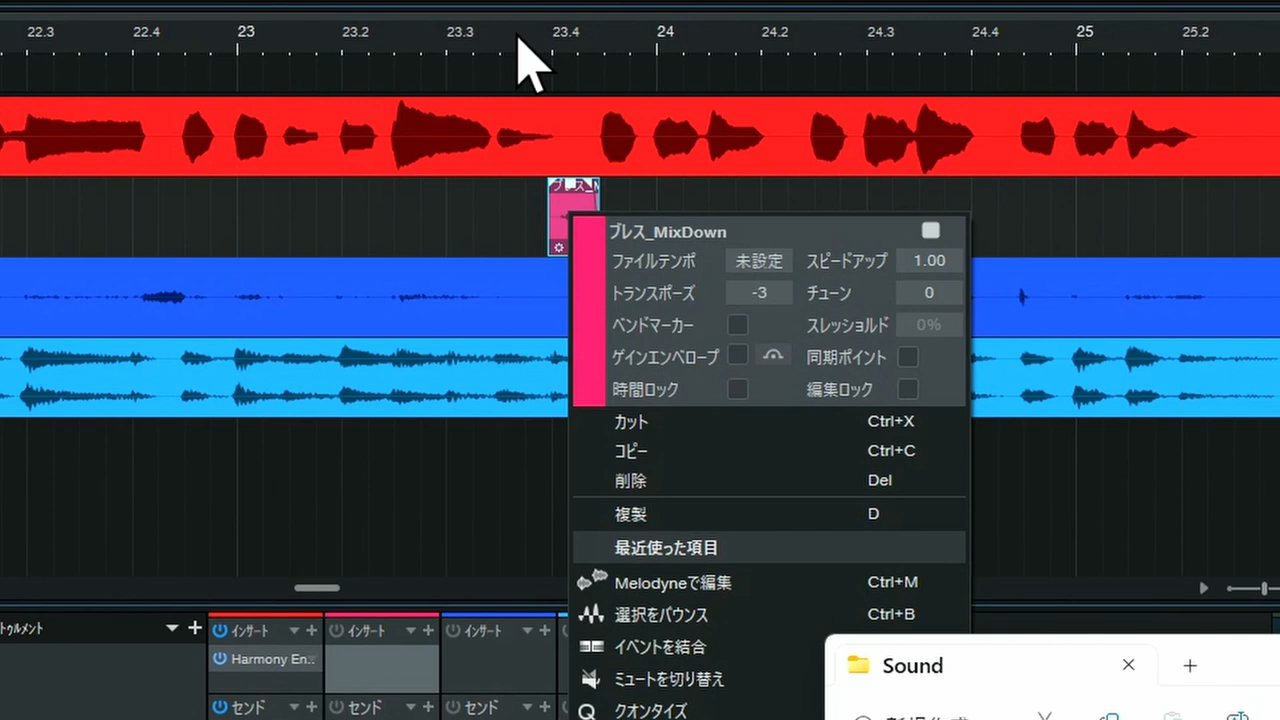 22.3 22.4 23 23.2 23.3 23.4 24 24.2 24.3 24.4 25 25.2
ブレス_M
ブレス_MixDown
ファイルテンポ 未設定 スピードアップ 1.00
トランスポーズ -3 チューン 0
ベンドマーカー スレッショルド 0%
ゲインエンベロープ 同期ポイント
時間ロック 編集ロック
カット Ctrl+X
コピー Ctrl+C
削除 Del
複製 D
最近使った項目
Melodyneで編集 Ctrl+M
選択をバウンス Ctrl+B
イベントを結合
ミュートを切り替え
クオンタイズ
インサート インサート インサート
Harmony En..
センド センド センド
Sound